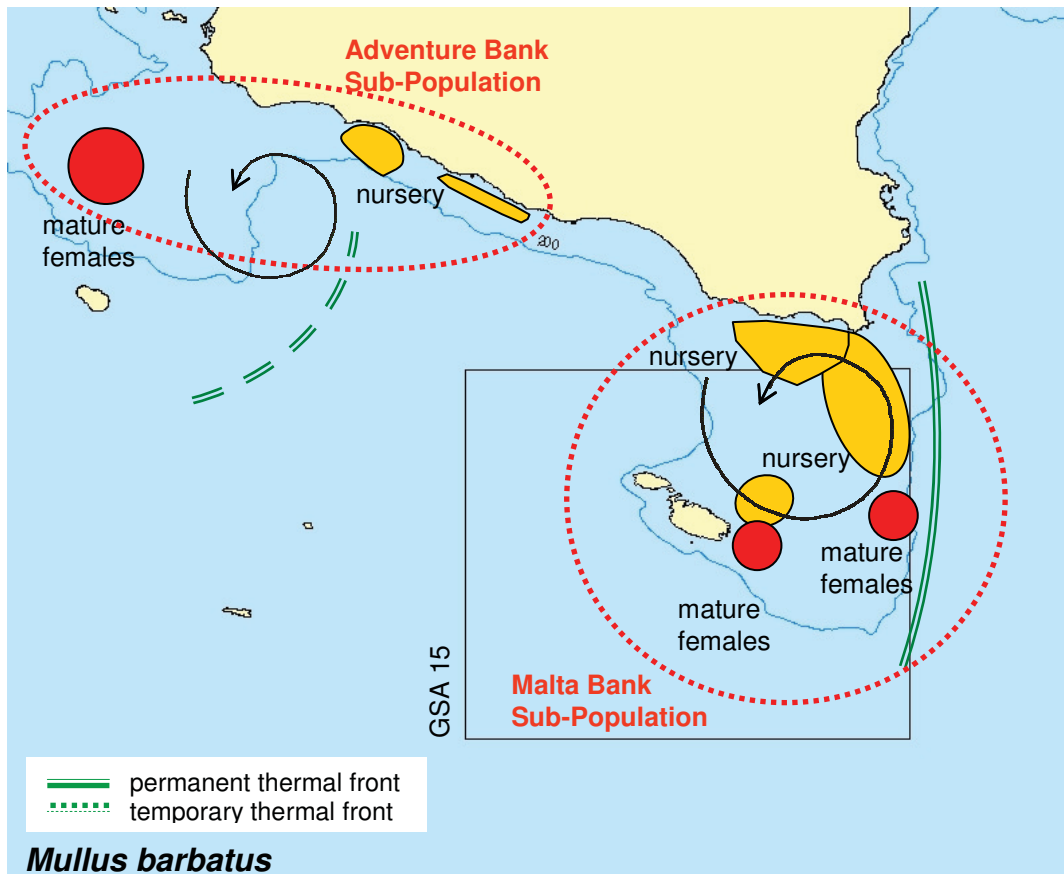 Adventure Bank
Sub-Population
nursery
mature
females
200
nursery
nursery
mature
females
mature
females
GSA 15
Malta Bank
Sub-Population
permanent thermal front
temporary thermal front
Mullus barbatus